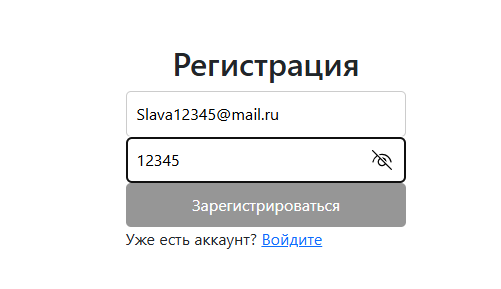 Регистрация
Slava12345@mail.ru
12345
Зарегистрироваться
Уже есть аккаунт? Войдите